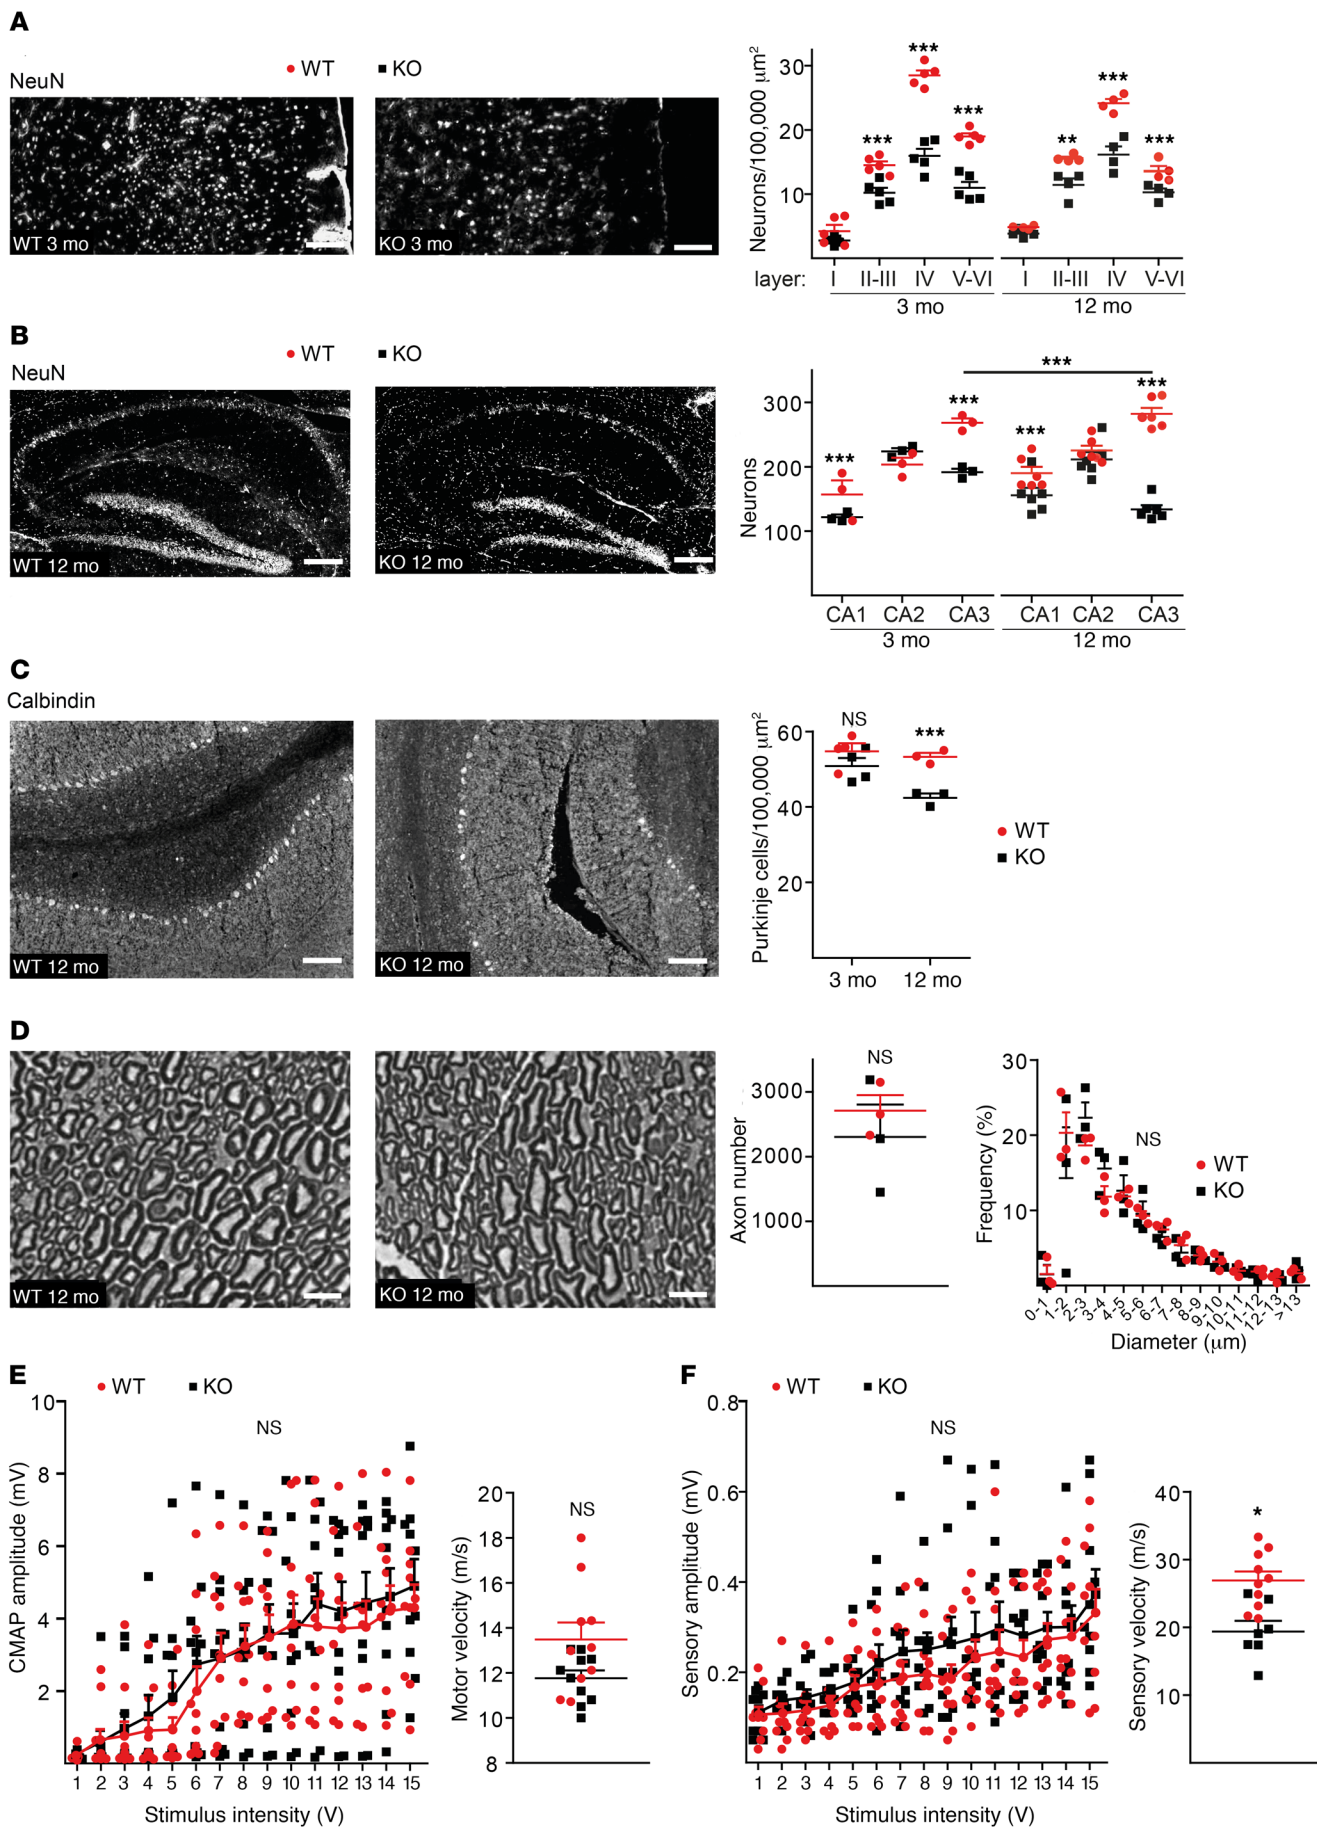 A
NeuN
WT
KO
WT 3 mo
KO 3 mo
Neurons/100,000 μm²
30
20
10
***
***
***
**
***
***
layer:
I
II-III
IV
V-VI
I
II-III
IV
V-VI
3 mo
12 mo
B
NeuN
WT
KO
WT 12 mo
KO 12 mo
Neurons
300
200
100
***
***
***
***
***
CA1
CA2
CA3
CA1
CA2
CA3
3 mo
12 mo
C
Calbindin
WT 12 mo
KO 12 mo
Purkinje cells/100,000 μm²
60
40
20
NS
***
3 mo
12 mo
WT
KO
D
WT 12 mo
KO 12 mo
Axon number
3000
2000
1000
NS
Frequency (%)
30
20
10
NS
WT
KO
0-1
1-2
2-3
3-4
4-5
5-6
6-7
7-8
8-9
9-10
10-11
11-12
12-13
>13
Diameter (μm)
E
WT
KO
CMAP amplitude (mV)
10
8
6
4
2
NS
1 2 3 4 5 6 7 8 9 10 11 12 13 14 15
Stimulus intensity (V)
Motor velocity (m/s)
20
18
16
14
12
10
8
NS
F
WT
KO
Sensory amplitude (mV)
0.8
0.6
0.4
0.2
NS
1 2 3 4 5 6 7 8 9 10 11 12 13 14 15
Stimulus intensity (V)
Sensory velocity (m/s)
40
30
20
10
*